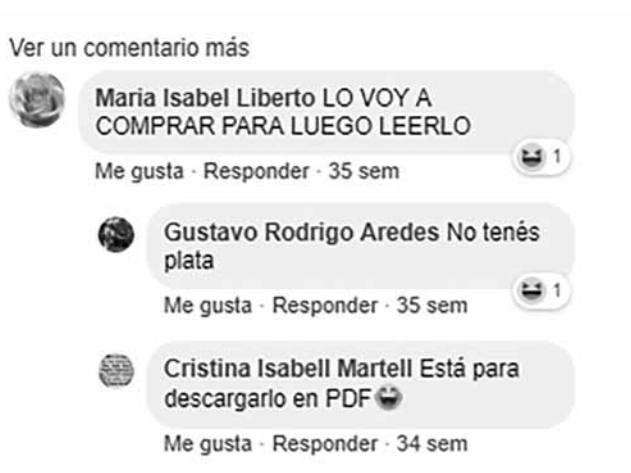 Ver un comentario más
Maria Isabel Liberto LO VOY A
COMPRAR PARA LUEGO LEERLO
1
Me gusta · Responder · 35 sem
Gustavo Rodrigo Aredes No tenés
plata
1
Me gusta · Responder · 35 sem
Cristina Isabell Martell Está para
descargarlo en PDF😆
Me gusta · Responder · 34 sem